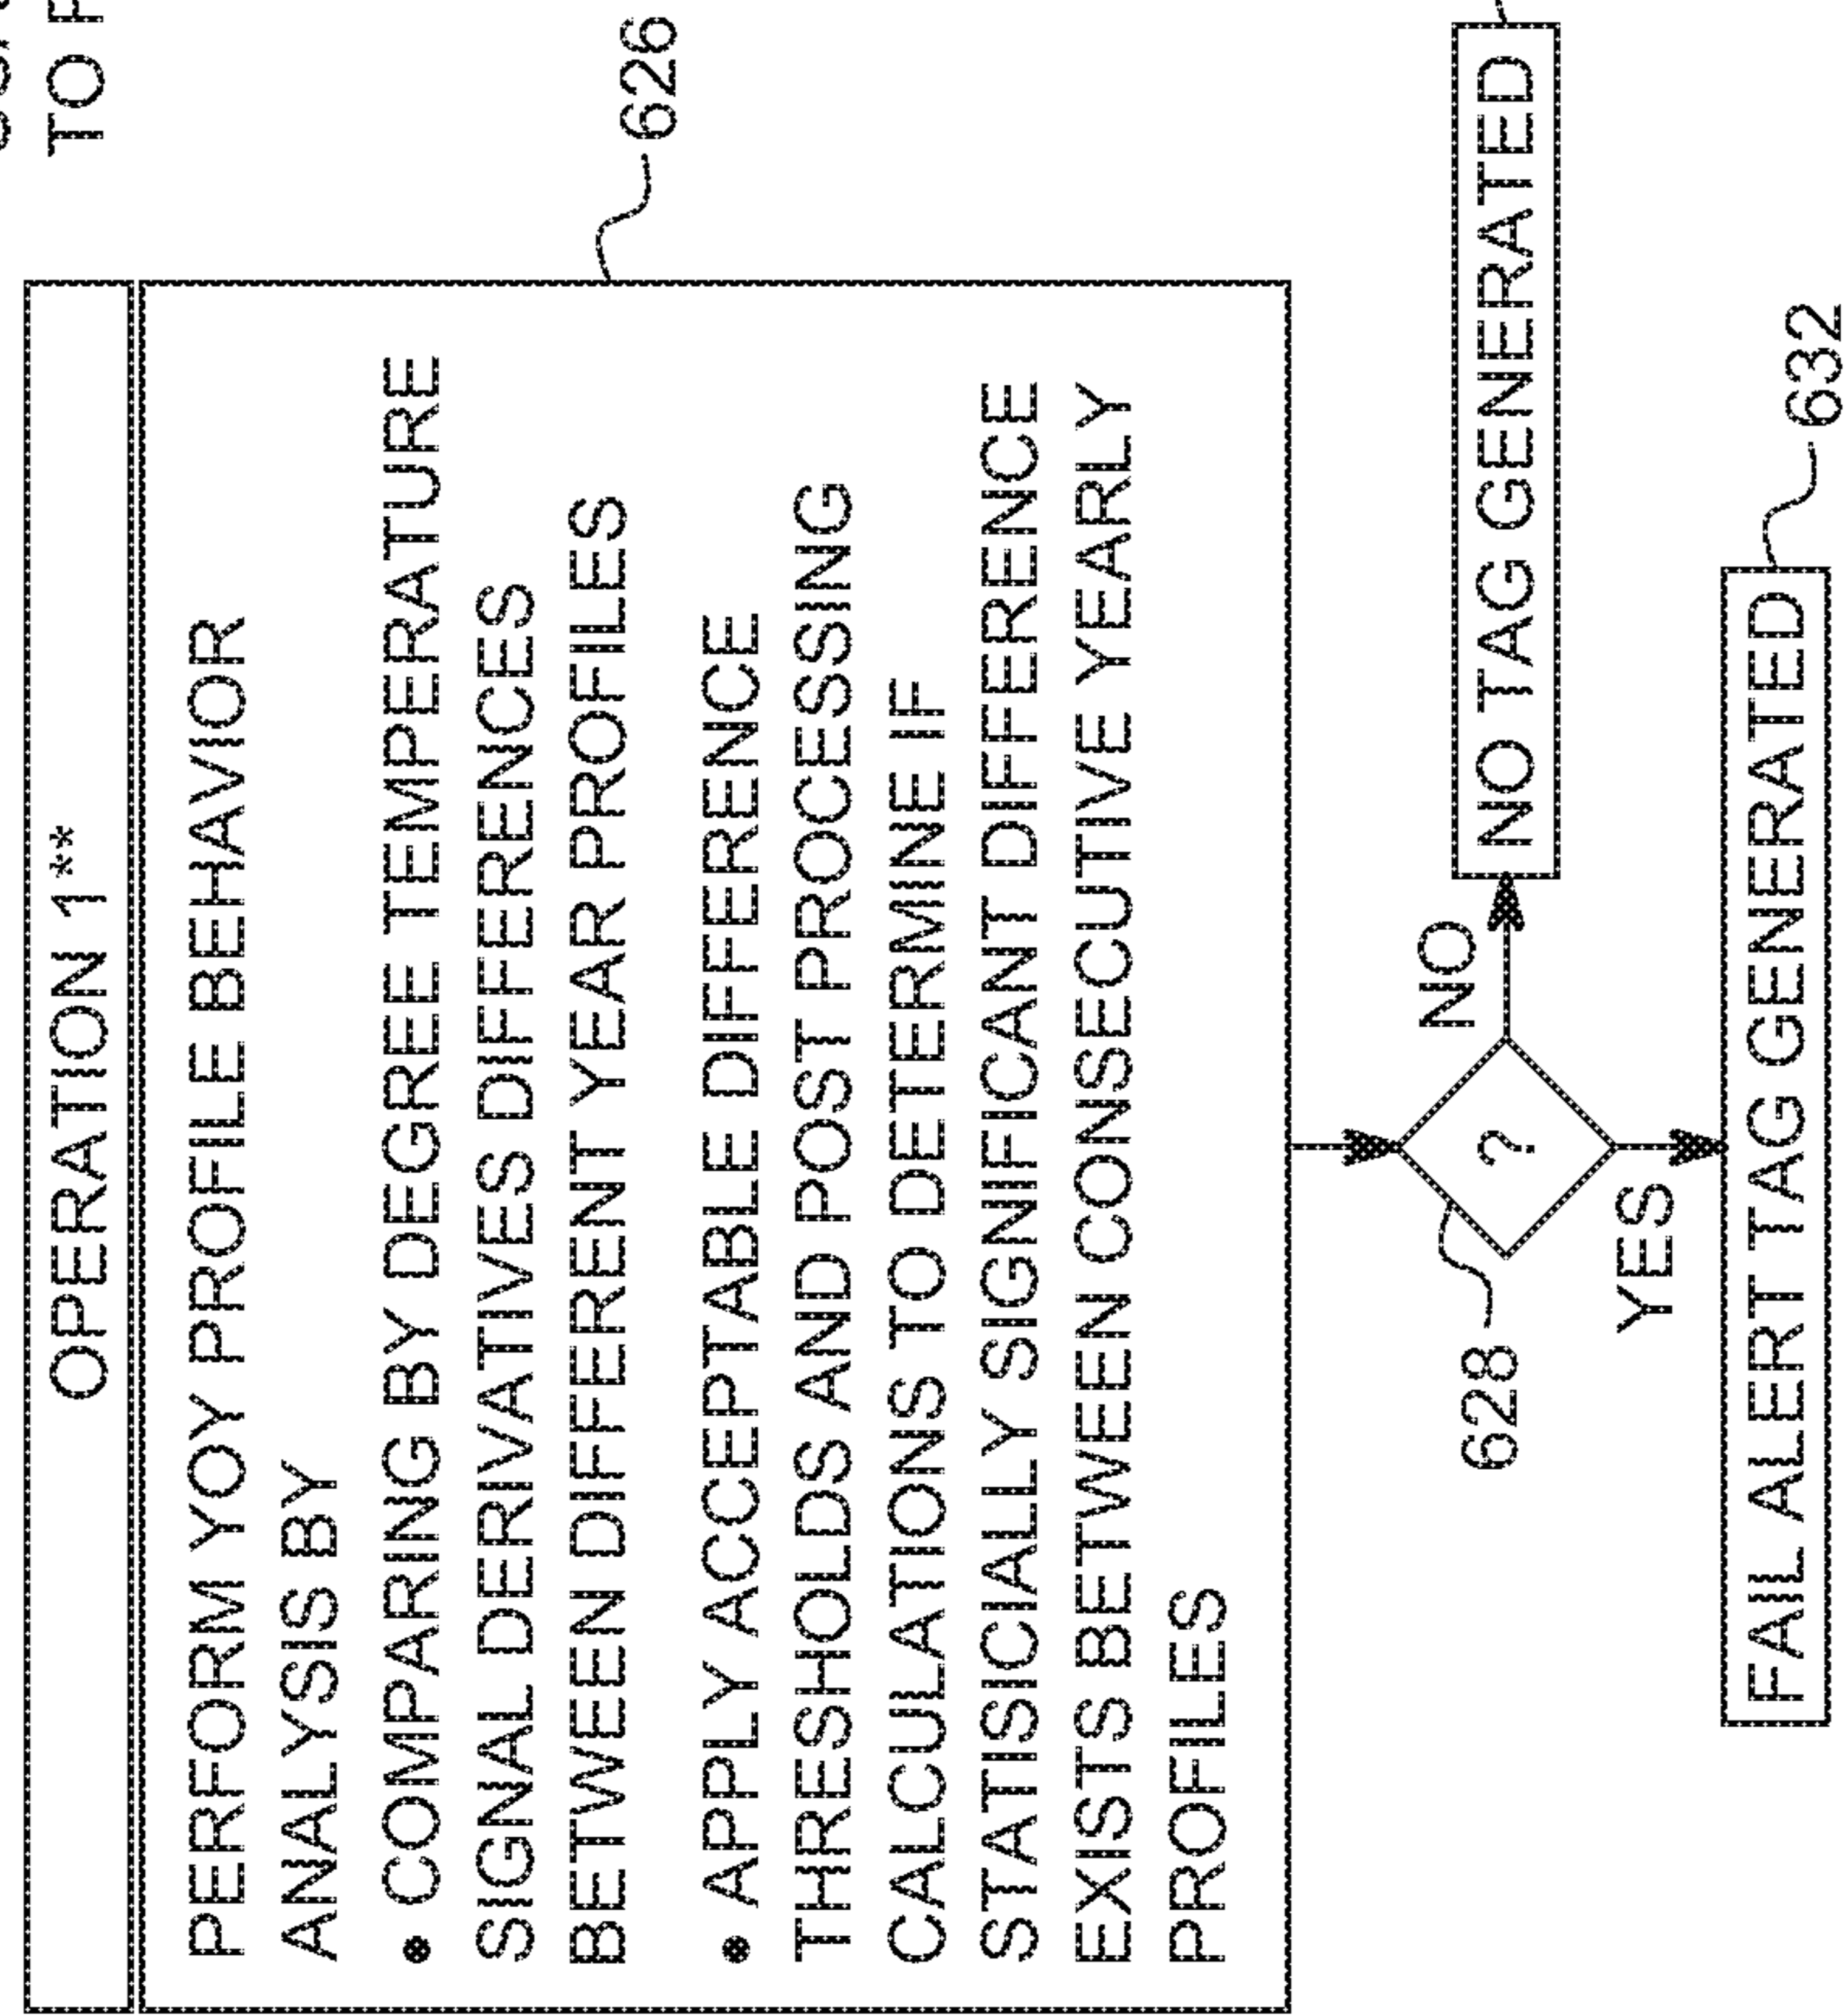 TO
OPERATION 1**
PERFORM YOY PROFILE BEHAVIOR
ANALYSIS BY
• COMPARING BY DEGREE TEMPERATURE
SIGNAL DERIVATIVES DIFFERENCES
BETWEEN DIFFERENT YEAR PROFILES
• APPLY ACCEPTABLE DIFFERENCE
THRESHOLDS AND POST PROCESSING
CALCULATIONS TO DETERMINE IF
STATISICIALLY SIGNIFICANT DIFFERENCE
EXISTS BETWEEN CONSECUTIVE YEARLY
PROFILES
626
628
?
NO
NO TAG GENERATED
YES
FAIL ALERT TAG GENERATED
632